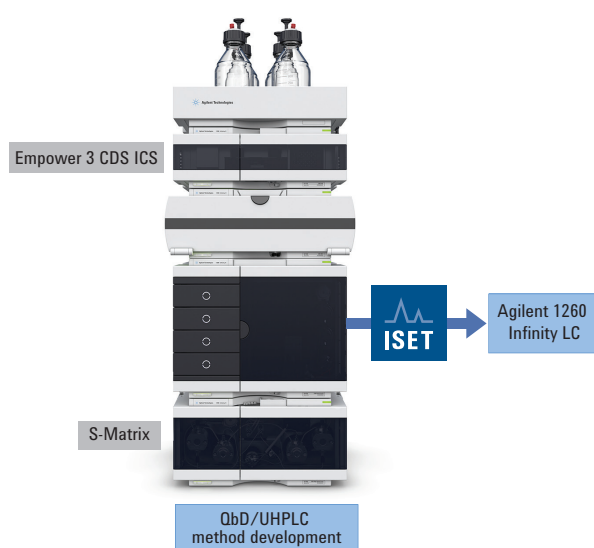 Agilent Technologies
Empower 3 CDS ICS
ISET
Agilent 1260
Infinity LC
S-Matrix
QbD/UHPLC
method development